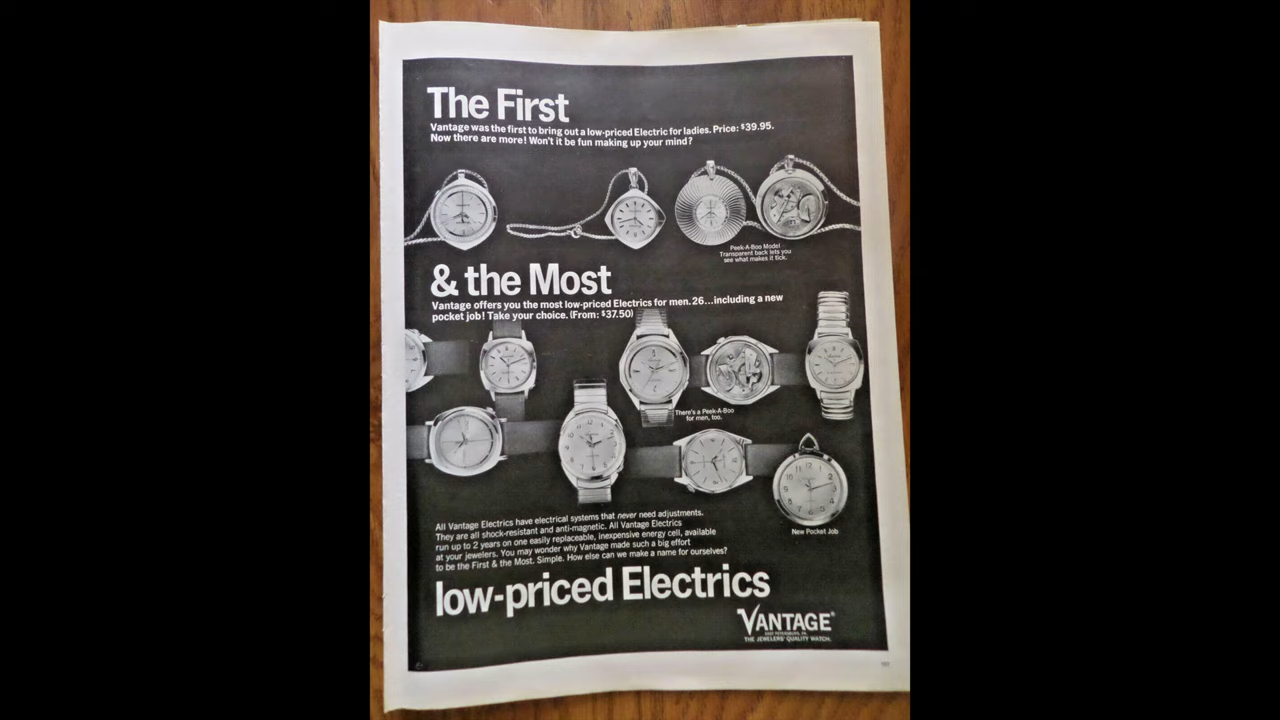 The First
Vantage was the first to bring out a low-priced Electric for ladies. Price: $39.95.
Now there are more! Won't it be fun making up your mind?
Peek-A-Boo Model
Transparent back lets you
see what makes it tick.
& the Most
Vantage offers you the most low-priced Electrics for men. 26...including a new
pocket job! Take your choice. (From: $37.50)
There's a Peek-A-Boo
for men, too.
New Pocket Job
All Vantage Electrics have electrical systems that never need adjustments.
They are all shock-resistant and anti-magnetic. All Vantage Electrics
run up to 2 years on one easily replaceable, inexpensive energy cell, available
at your jewelers. You may wonder why Vantage made such a big effort
to be the First & the Most. Simple. How else can we make a name for ourselves?
low-priced Electrics
VANTAGE®
EAST PETERSBURG, PA.
THE JEWELERS' QUALITY WATCH.